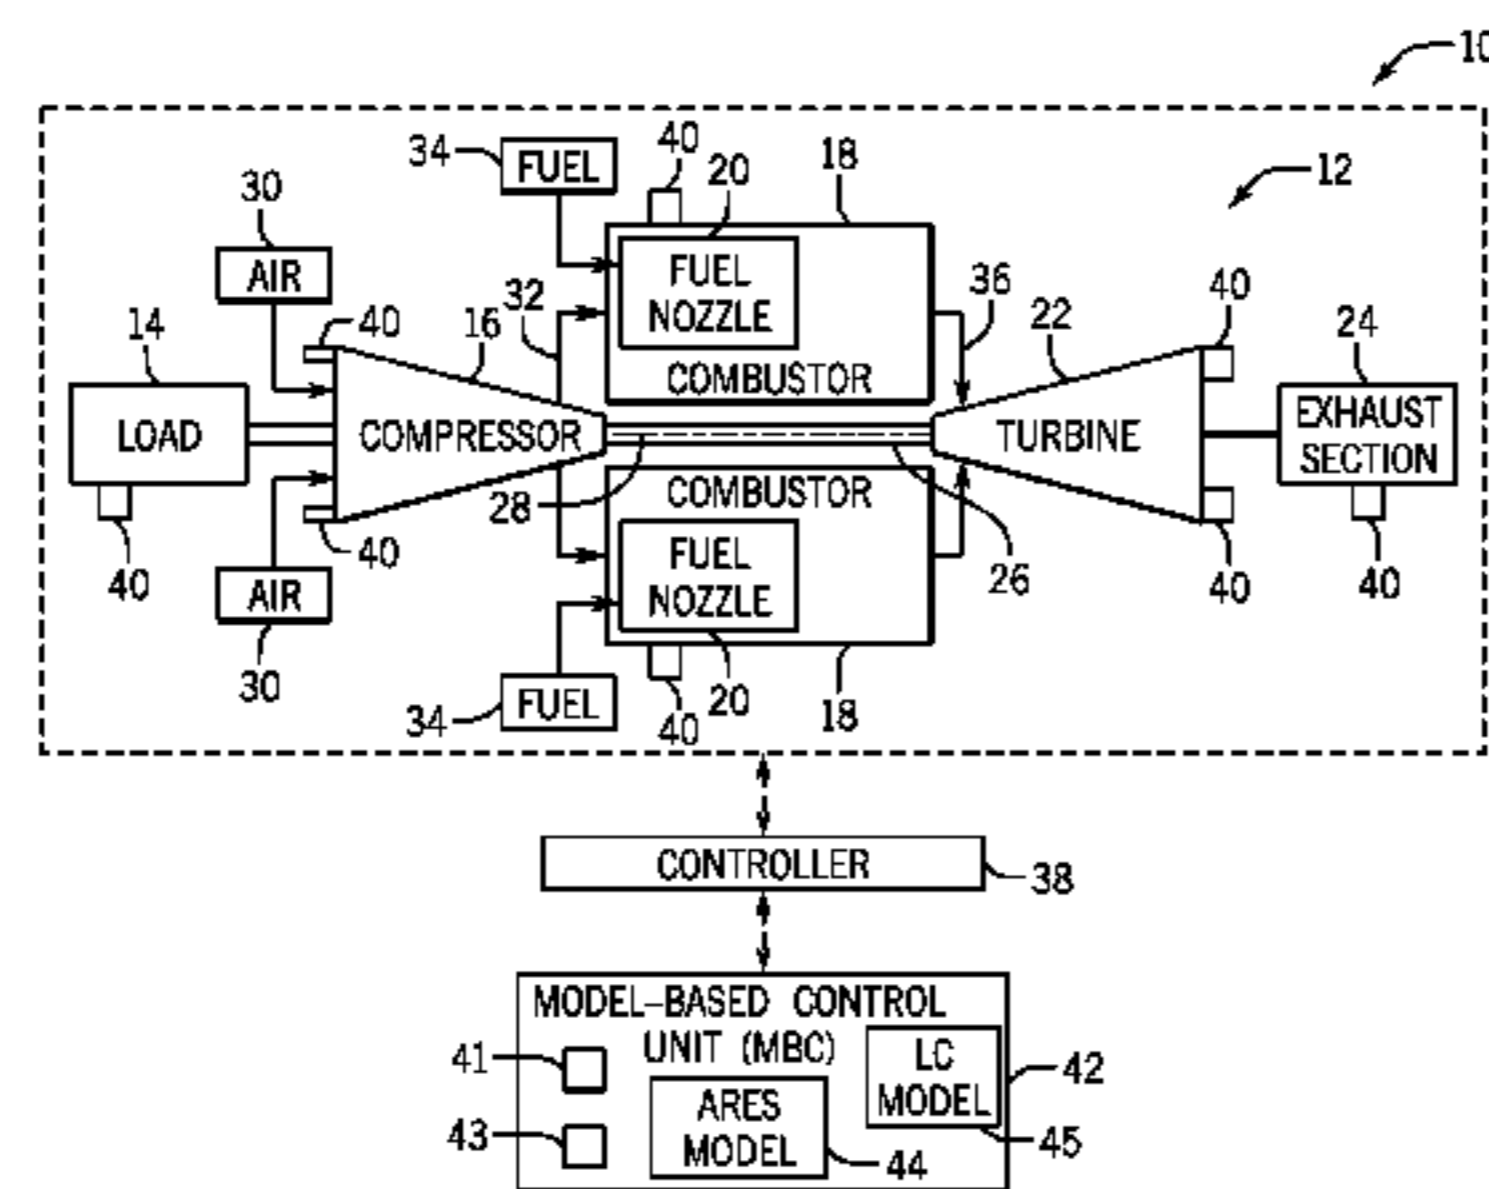 10
34
FUEL
40
20
18
12
30
AIR
FUEL
NOZZLE
32
36
40
14
40
16
22
24
COMBUSTOR
LOAD
COMPRESSOR
TURBINE
EXHAUST
SECTION
28
COMBUSTOR
40
40
FUEL
NOZZLE
26
40
40
AIR
30
34
FUEL
40
20
18
CONTROLLER
38
MODEL-BASED CONTROL
UNIT (MBC)
41
LC
MODEL
42
ARES
MODEL
43
44
45